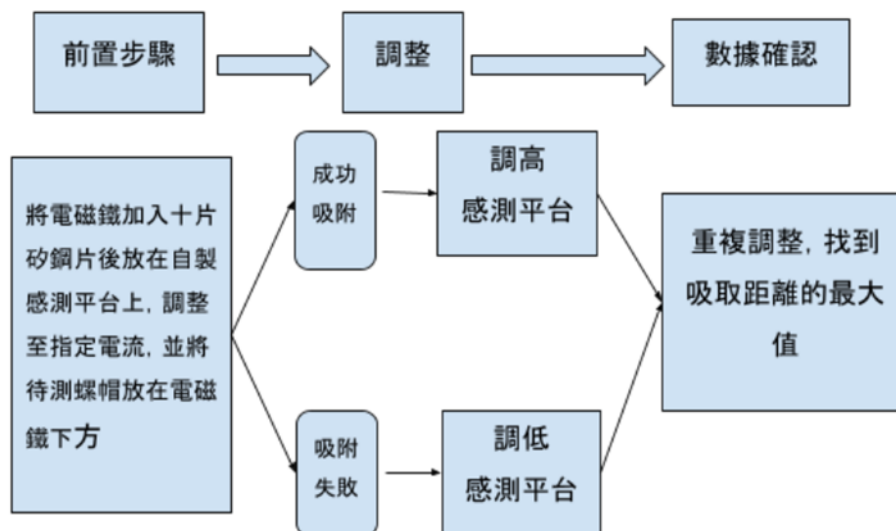 前置步驟
調整
數據確認
將電磁鐵加入十片
矽鋼片後放在自製
感測平台上, 調整
至指定電流, 並將
待測螺帽放在電磁
鐵下方
成功
吸附
調高
感測平台
吸附
失敗
調低
感測平台
重複調整, 找到
吸取距離的最大
值